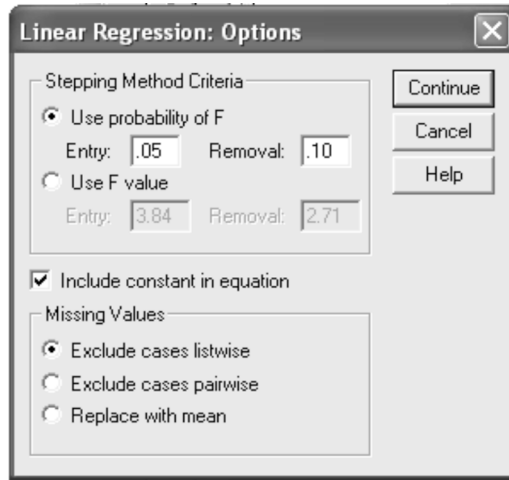 Linear Regression: Options
Stepping Method Criteria
Use probability of F
Entry: .05 Removal: .10
Use F value
Entry: 3.84 Removal: 2.71
Include constant in equation
Missing Values
Exclude cases listwise
Exclude cases pairwise
Replace with mean
Continue
Cancel
Help